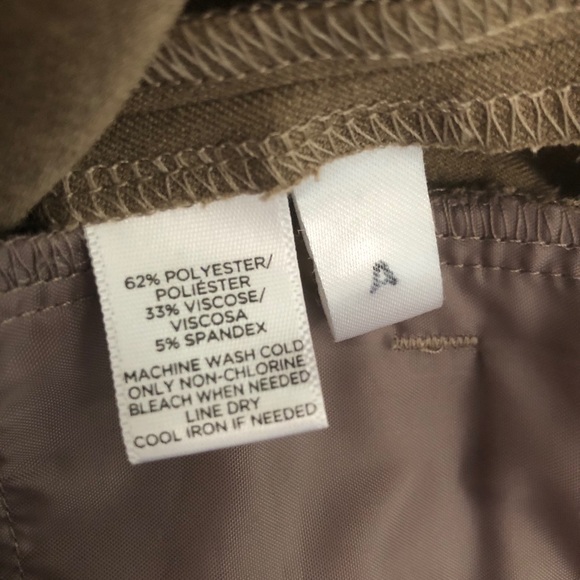 62% POLYESTER/
POLIÉSTER
33% VISCOSE/
VISCOSA
5% SPANDEX
MACHINE WASH COLD
ONLY NON-CHLORINE
BLEACH WHEN NEEDED
LINE DRY
COOL IRON IF NEEDED
A